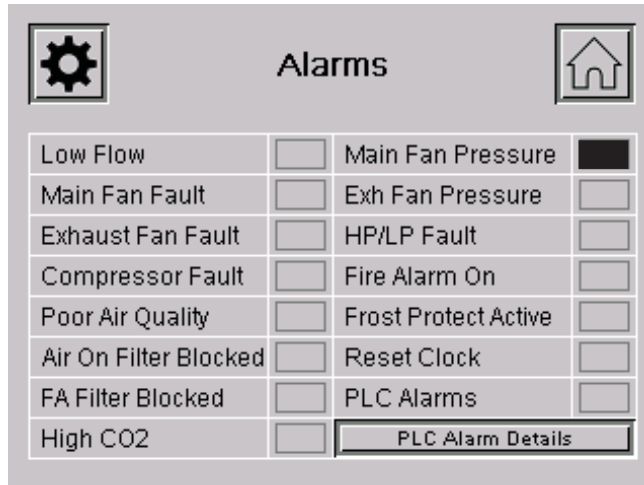 Alarms
Low Flow
Main Fan Pressure
Main Fan Fault
Exh Fan Pressure
Exhaust Fan Fault
HP/LP Fault
Compressor Fault
Fire Alarm On
Poor Air Quality
Frost Protect Active
Air On Filter Blocked
Reset Clock
FA Filter Blocked
PLC Alarms
High CO2
PLC Alarm Details